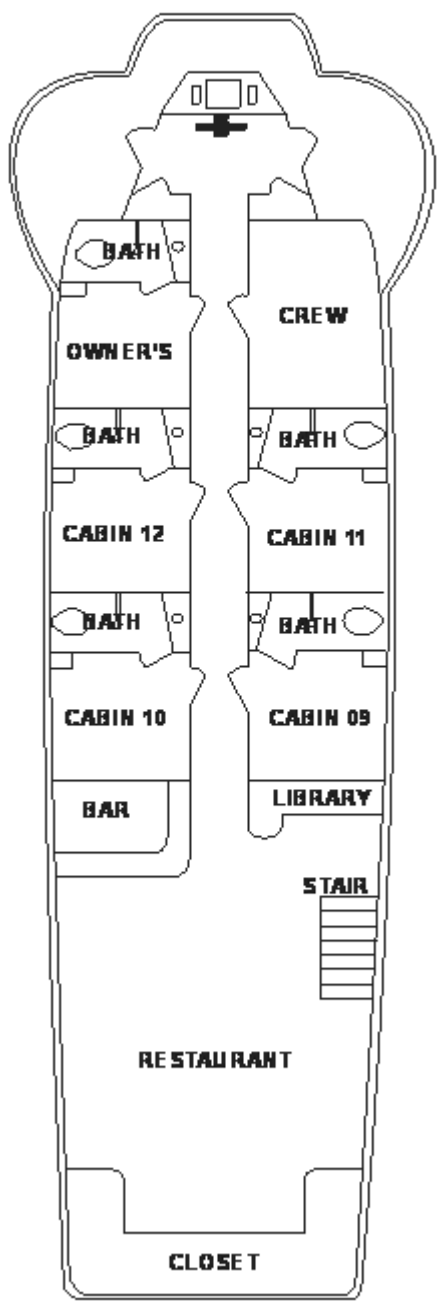 BATH
CREW
OWNER'S
BATH
BATH
CABIN 12
CABIN 11
BATH
BATH
CABIN 10
CABIN 09
BAR
LIBRARY
STAIR
RESTAURANT
CLOSET